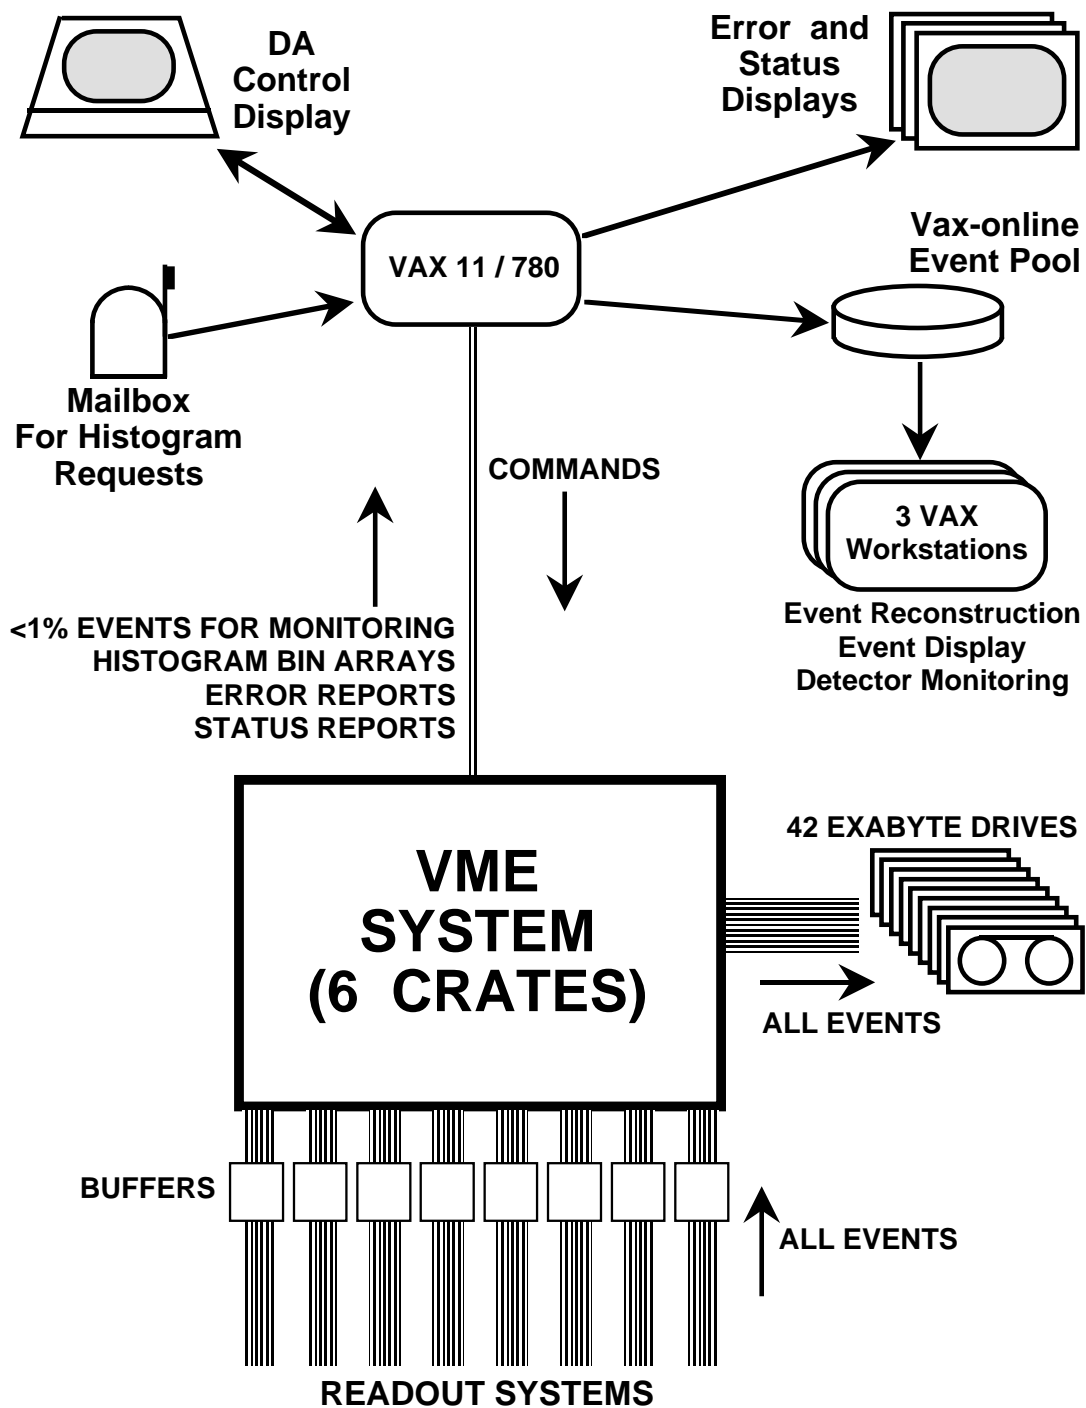 DA
Control
Display
Error and
Status
Displays
VAX 11 / 780
Vax-online
Event Pool
Mailbox
For Histogram
Requests
COMMANDS
3 VAX
Workstations
Event Reconstruction
Event Display
Detector Monitoring
<1% EVENTS FOR MONITORING
HISTOGRAM BIN ARRAYS
ERROR REPORTS
STATUS REPORTS
VME
SYSTEM
(6 CRATES)
42 EXABYTE DRIVES
ALL EVENTS
BUFFERS
ALL EVENTS
READOUT SYSTEMS